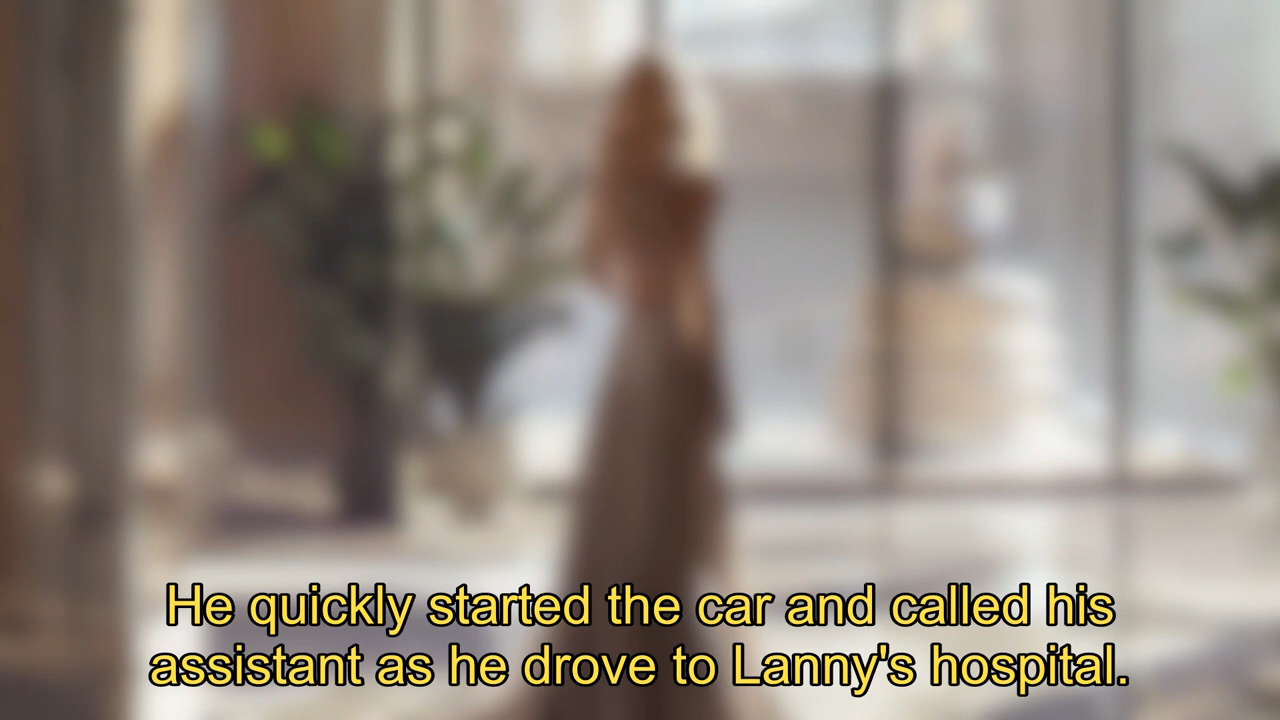 He quickly started the car and called his
assistant as he drove to Lanny's hospital.